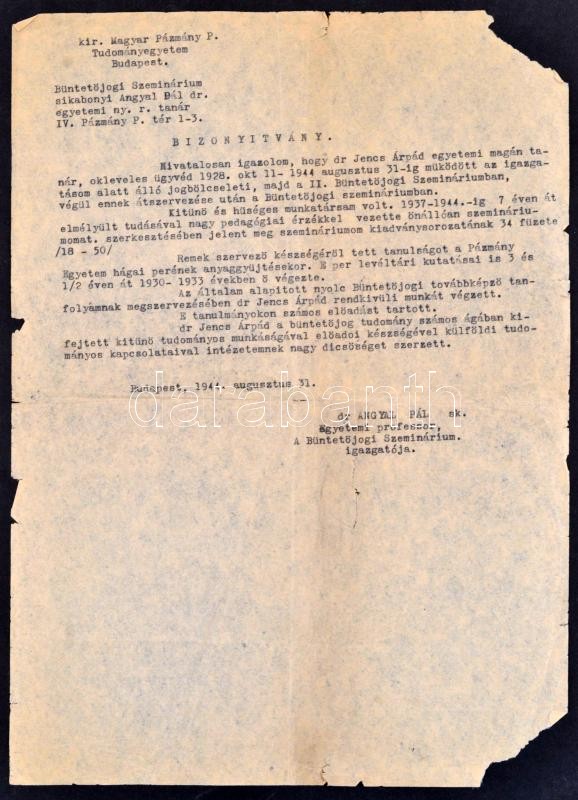 kir. Magyar Pázmány P.
Tudományegyetem
Budapest.
Büntetőjogi Szeminárium
sikabonyi Angyal Pál dr.
egyetemi ny. r. tanár
IV. Pázmány P. tér 1-3.
B I Z O N Y I T V Á N Y .
Hivatalosan igazolom, hogy dr Jencs Árpád egyetemi magán ta-
nár, okleveles ügyvéd 1928. okt 11- 1944 augusztus 31-ig müködött az igazga-
tásom alatt álló jogbölcseleti, majd a II. Büntetőjogi Szemináriumban,
végül ennek átszervezése után a Büntetőjogi szemináriumban.
Kitünő és hüséges munkatársam volt. 1937-1944.-ig 7 éven át
elmélyült tudásával nagy pedagógiai érzékkel vezette önállóan szemináriu-
momat. szerkesztésében jelent meg szemináriumom kiadványsorozatának 34 füzete
/18 - 50/
Remek szervező készségéről tett tanulságot a Pázmány
Egyetem hágai perének anyaggyüjtésekor. E per levéltári kutatásai is 3 és
1/2 éven át 1930- 1933 években ő végezte.
Az általam alapitott nyolc Büntetőjogi továbbképző tan-
folyamnak megszervezésében dr Jencs Árpád rendkivüli munkát végzett.
E tanulmányokon számos előadást tartott.
dr Jencs Árpád a büntetőjog tudomány számos ágában ki-
fejtett kitünő tudományos munkáságával előadoi készségével külföldi tudo-
mányos kapcsolataival intézetemnek nagy dicsőséget szerzett.
Budapest, 1944. augusztus 31.
darabanth
dr ANGYAL PÁL sk.
Egyetemi professor,
A Büntetőjogi Szeminárium.
igazgatója.